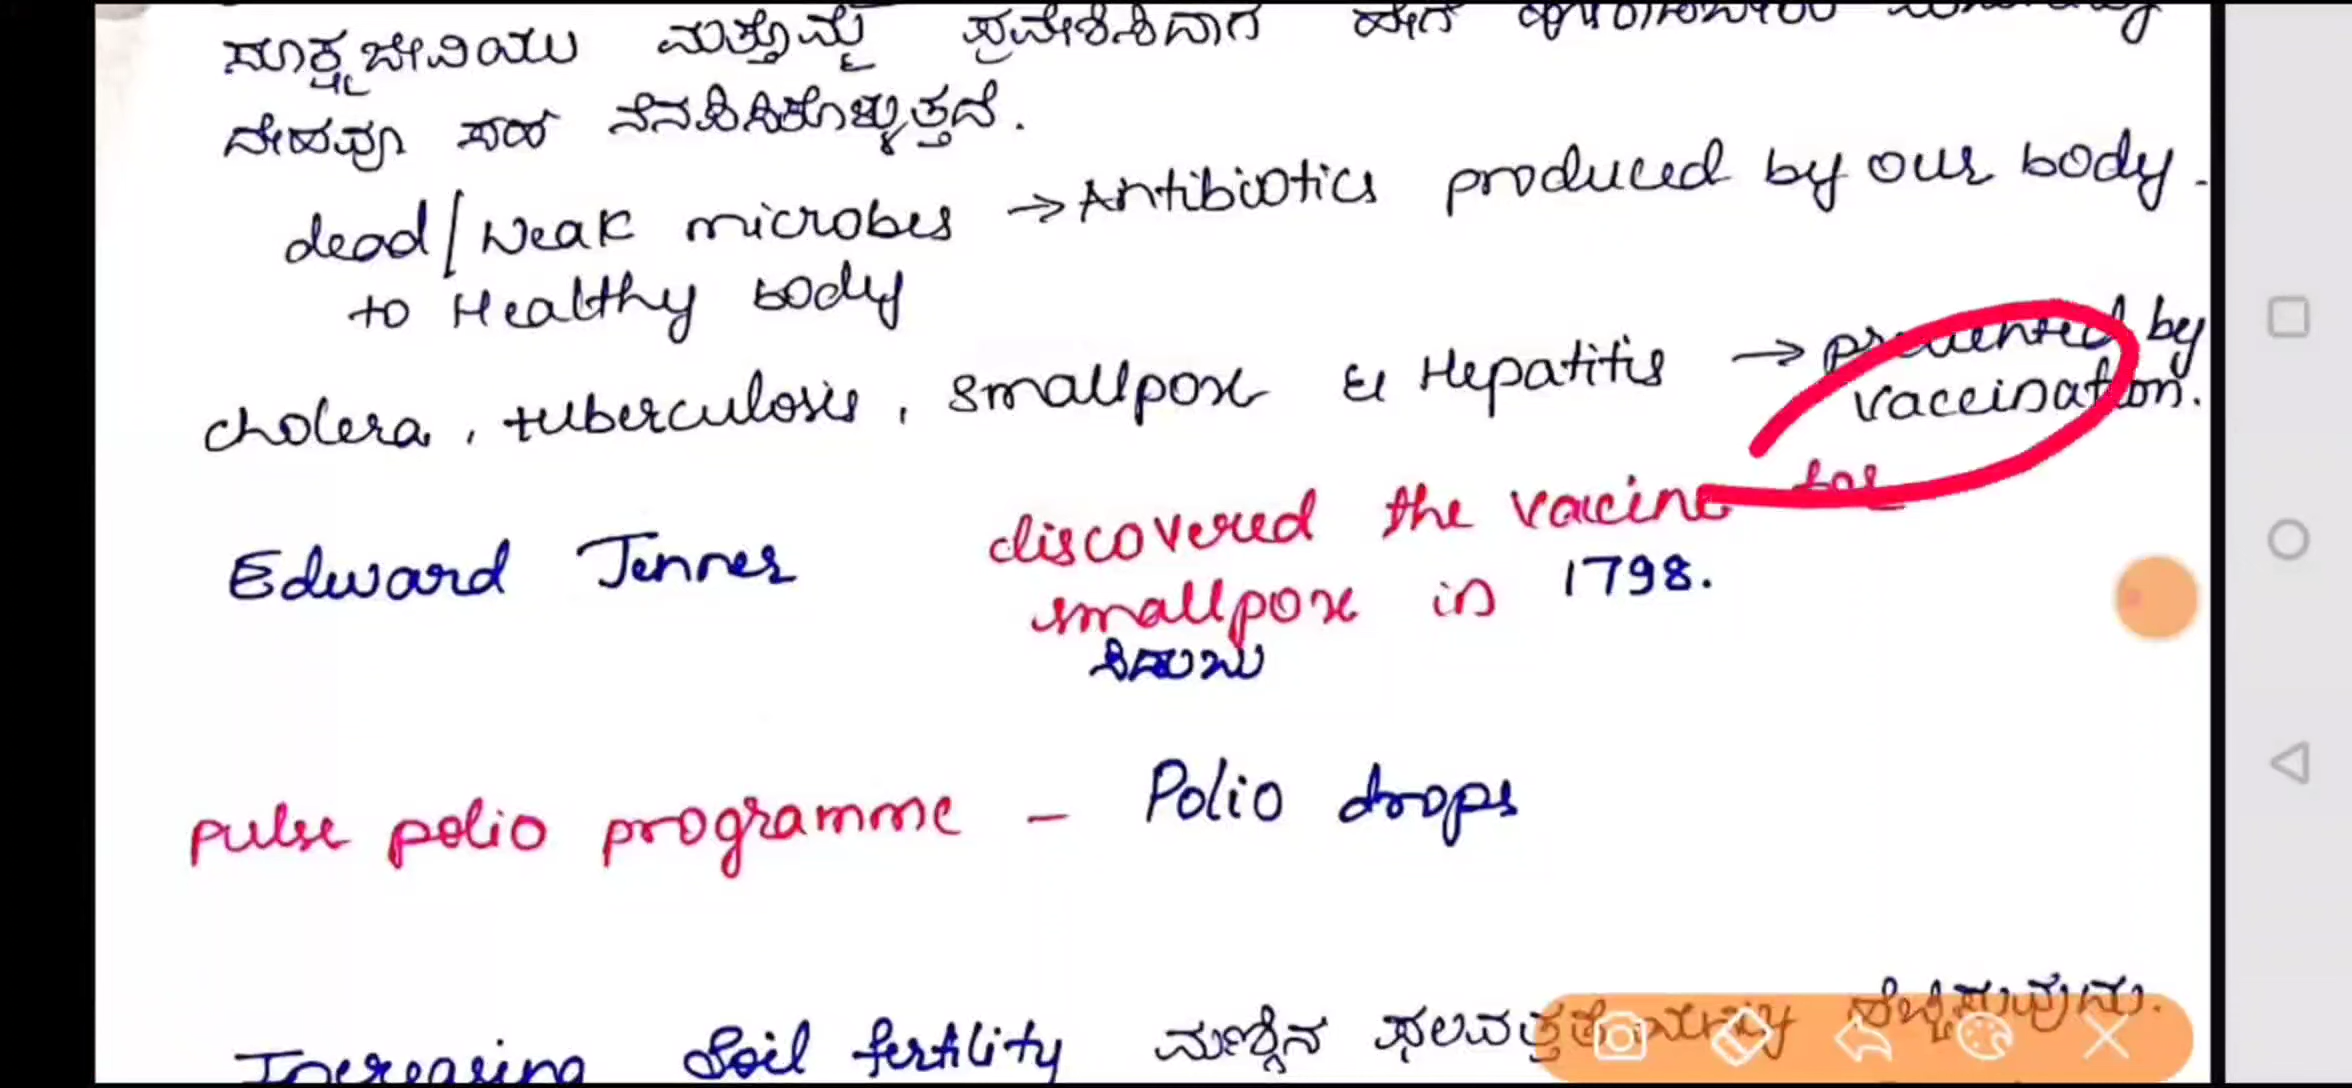 ಸೂಕ್ಷ್ಮಜೀವಿಯು ಮತ್ತೊಮ್ಮೆ ಪ್ರವೇಶಿಸಿದಾಗ ಹೇಗೆ
ದೇಹವೂ ಸಹ ನೆನಪಿಸಿಕೊಳ್ಳುತ್ತದೆ.
dead/weak microbes → Antibiotics produced by our body.
to Healthy body
cholera, tuberculosis, smallpox & Hepatitis → prevented by
vaccination.
Edward Jenner discovered the vaccine for
smallpox in 1798.
ಸಿಡುಬು
pulse polio programme - Polio drops
Increasing Soil fertility ಮಣ್ಣಿನ ಫಲವತ್ತತೆಯನ್ನು ಹೆಚ್ಚಿಸುವುದು.